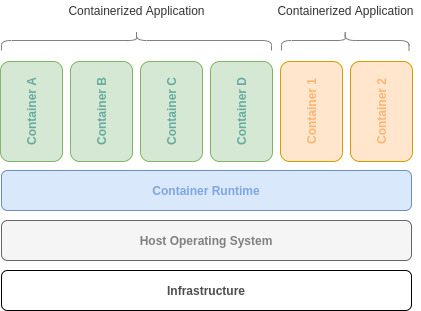 Containerized Application
Containerized Application
Container A
Container B
Container C
Container D
Container 1
Container 2
Container Runtime
Host Operating System
Infrastructure